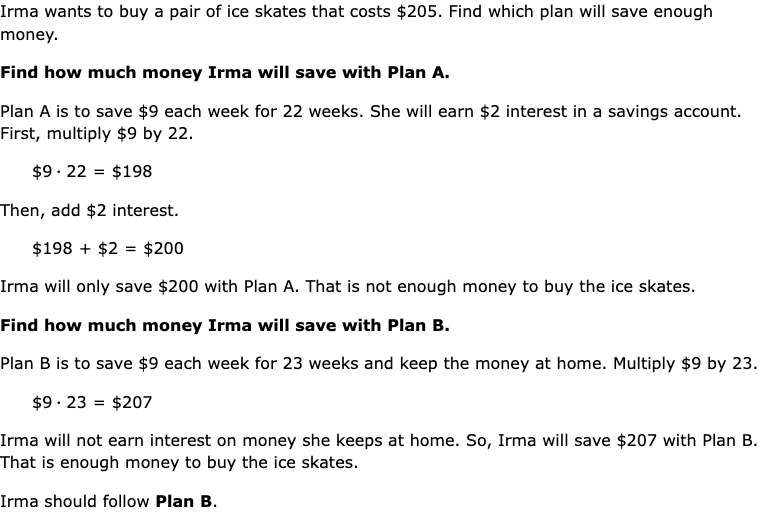 Irma wants to buy a pair of ice skates that costs $205. Find which plan will save enough
money.
Find how much money Irma will save with Plan A.
Plan A is to save $9 each week for 22 weeks. She will earn $2 interest in a savings account.
First, multiply $9 by 22.
$9 · 22 = $198
Then, add $2 interest.
$198 + $2 = $200
Irma will only save $200 with Plan A. That is not enough money to buy the ice skates.
Find how much money Irma will save with Plan B.
Plan B is to save $9 each week for 23 weeks and keep the money at home. Multiply $9 by 23.
$9 · 23 = $207
Irma will not earn interest on money she keeps at home. So, Irma will save $207 with Plan B.
That is enough money to buy the ice skates.
Irma should follow Plan B.